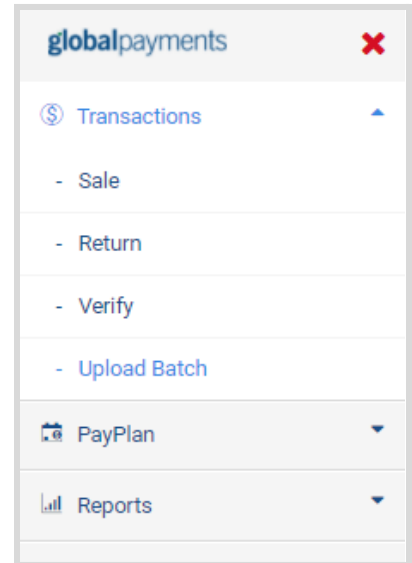 globalpayments
Transactions
- Sale
- Return
- Verify
- Upload Batch
PayPlan
Reports